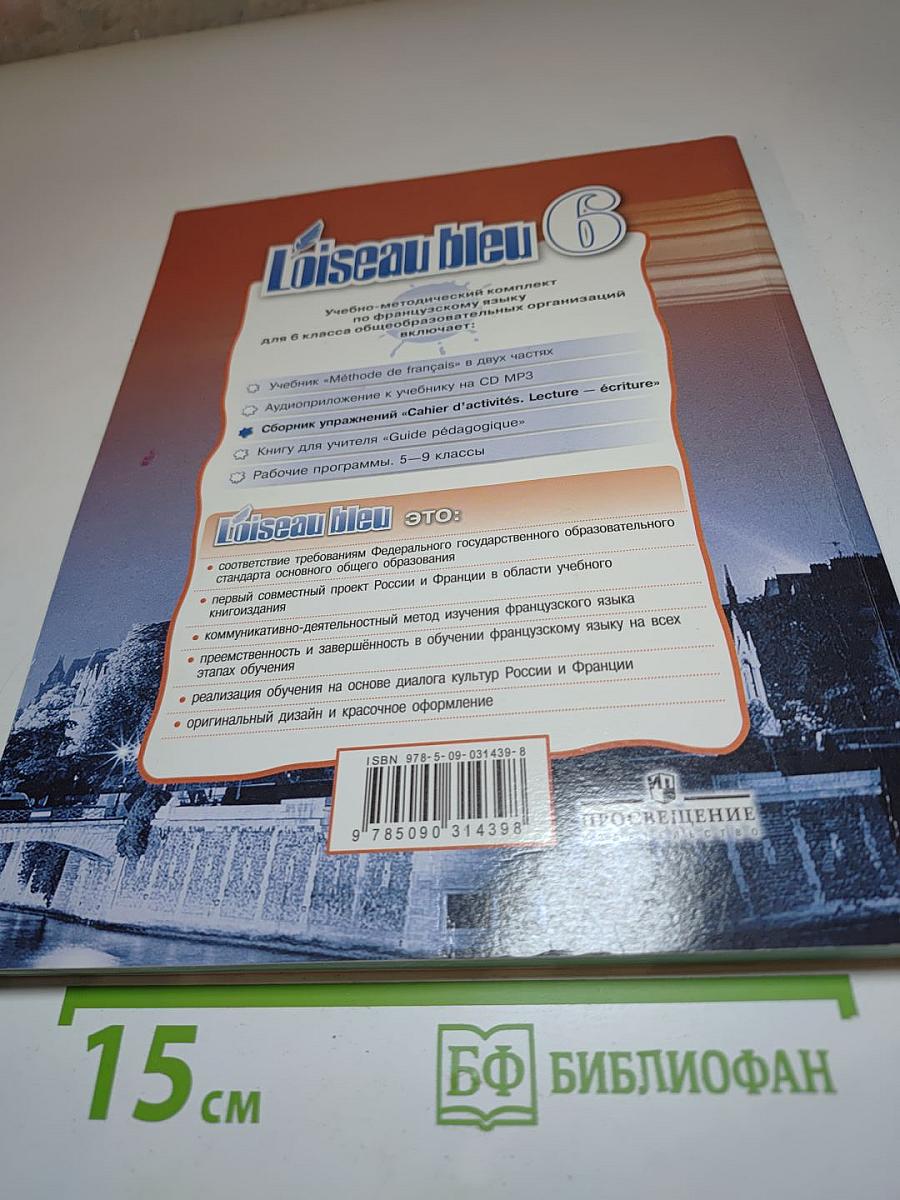 L'oiseau bleu 6
Учебно-методический комплект
по французскому языку
для 6 класса общеобразовательных организаций
включает:
Учебник «Méthode de français» в двух частях
Аудиоприложение к учебнику на CD MP3
Сборник упражнений «Cahier d'activités. Lecture — écriture»
Книгу для учителя «Guide pédagogique»
Рабочие программы. 5—9 классы
L'oiseau bleu это:
• соответствие требованиям Федерального государственного образовательного
стандарта основного общего образования
• первый совместный проект России и Франции в области учебного
книгоиздания
• коммуникативно-деятельностный метод изучения французского языка
• преемственность и завершённость в обучении французскому языку на всех
этапах обучения
• реализация обучения на основе диалога культур России и Франции
• оригинальный дизайн и красочное оформление
ISBN 978-5-09-031439-8
9 785090 314398
ПРОСВЕЩЕНИЕ
ИЗДАТЕЛЬСТВО
15 см
БФ БИБЛИОФАН